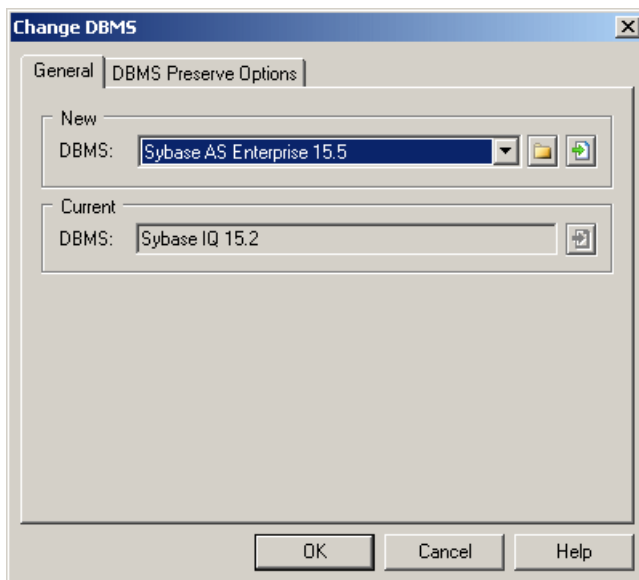 Change DBMS
General DBMS Preserve Options
New
DBMS: Sybase AS Enterprise 15.5
Current
DBMS: Sybase IQ 15.2
OK Cancel Help